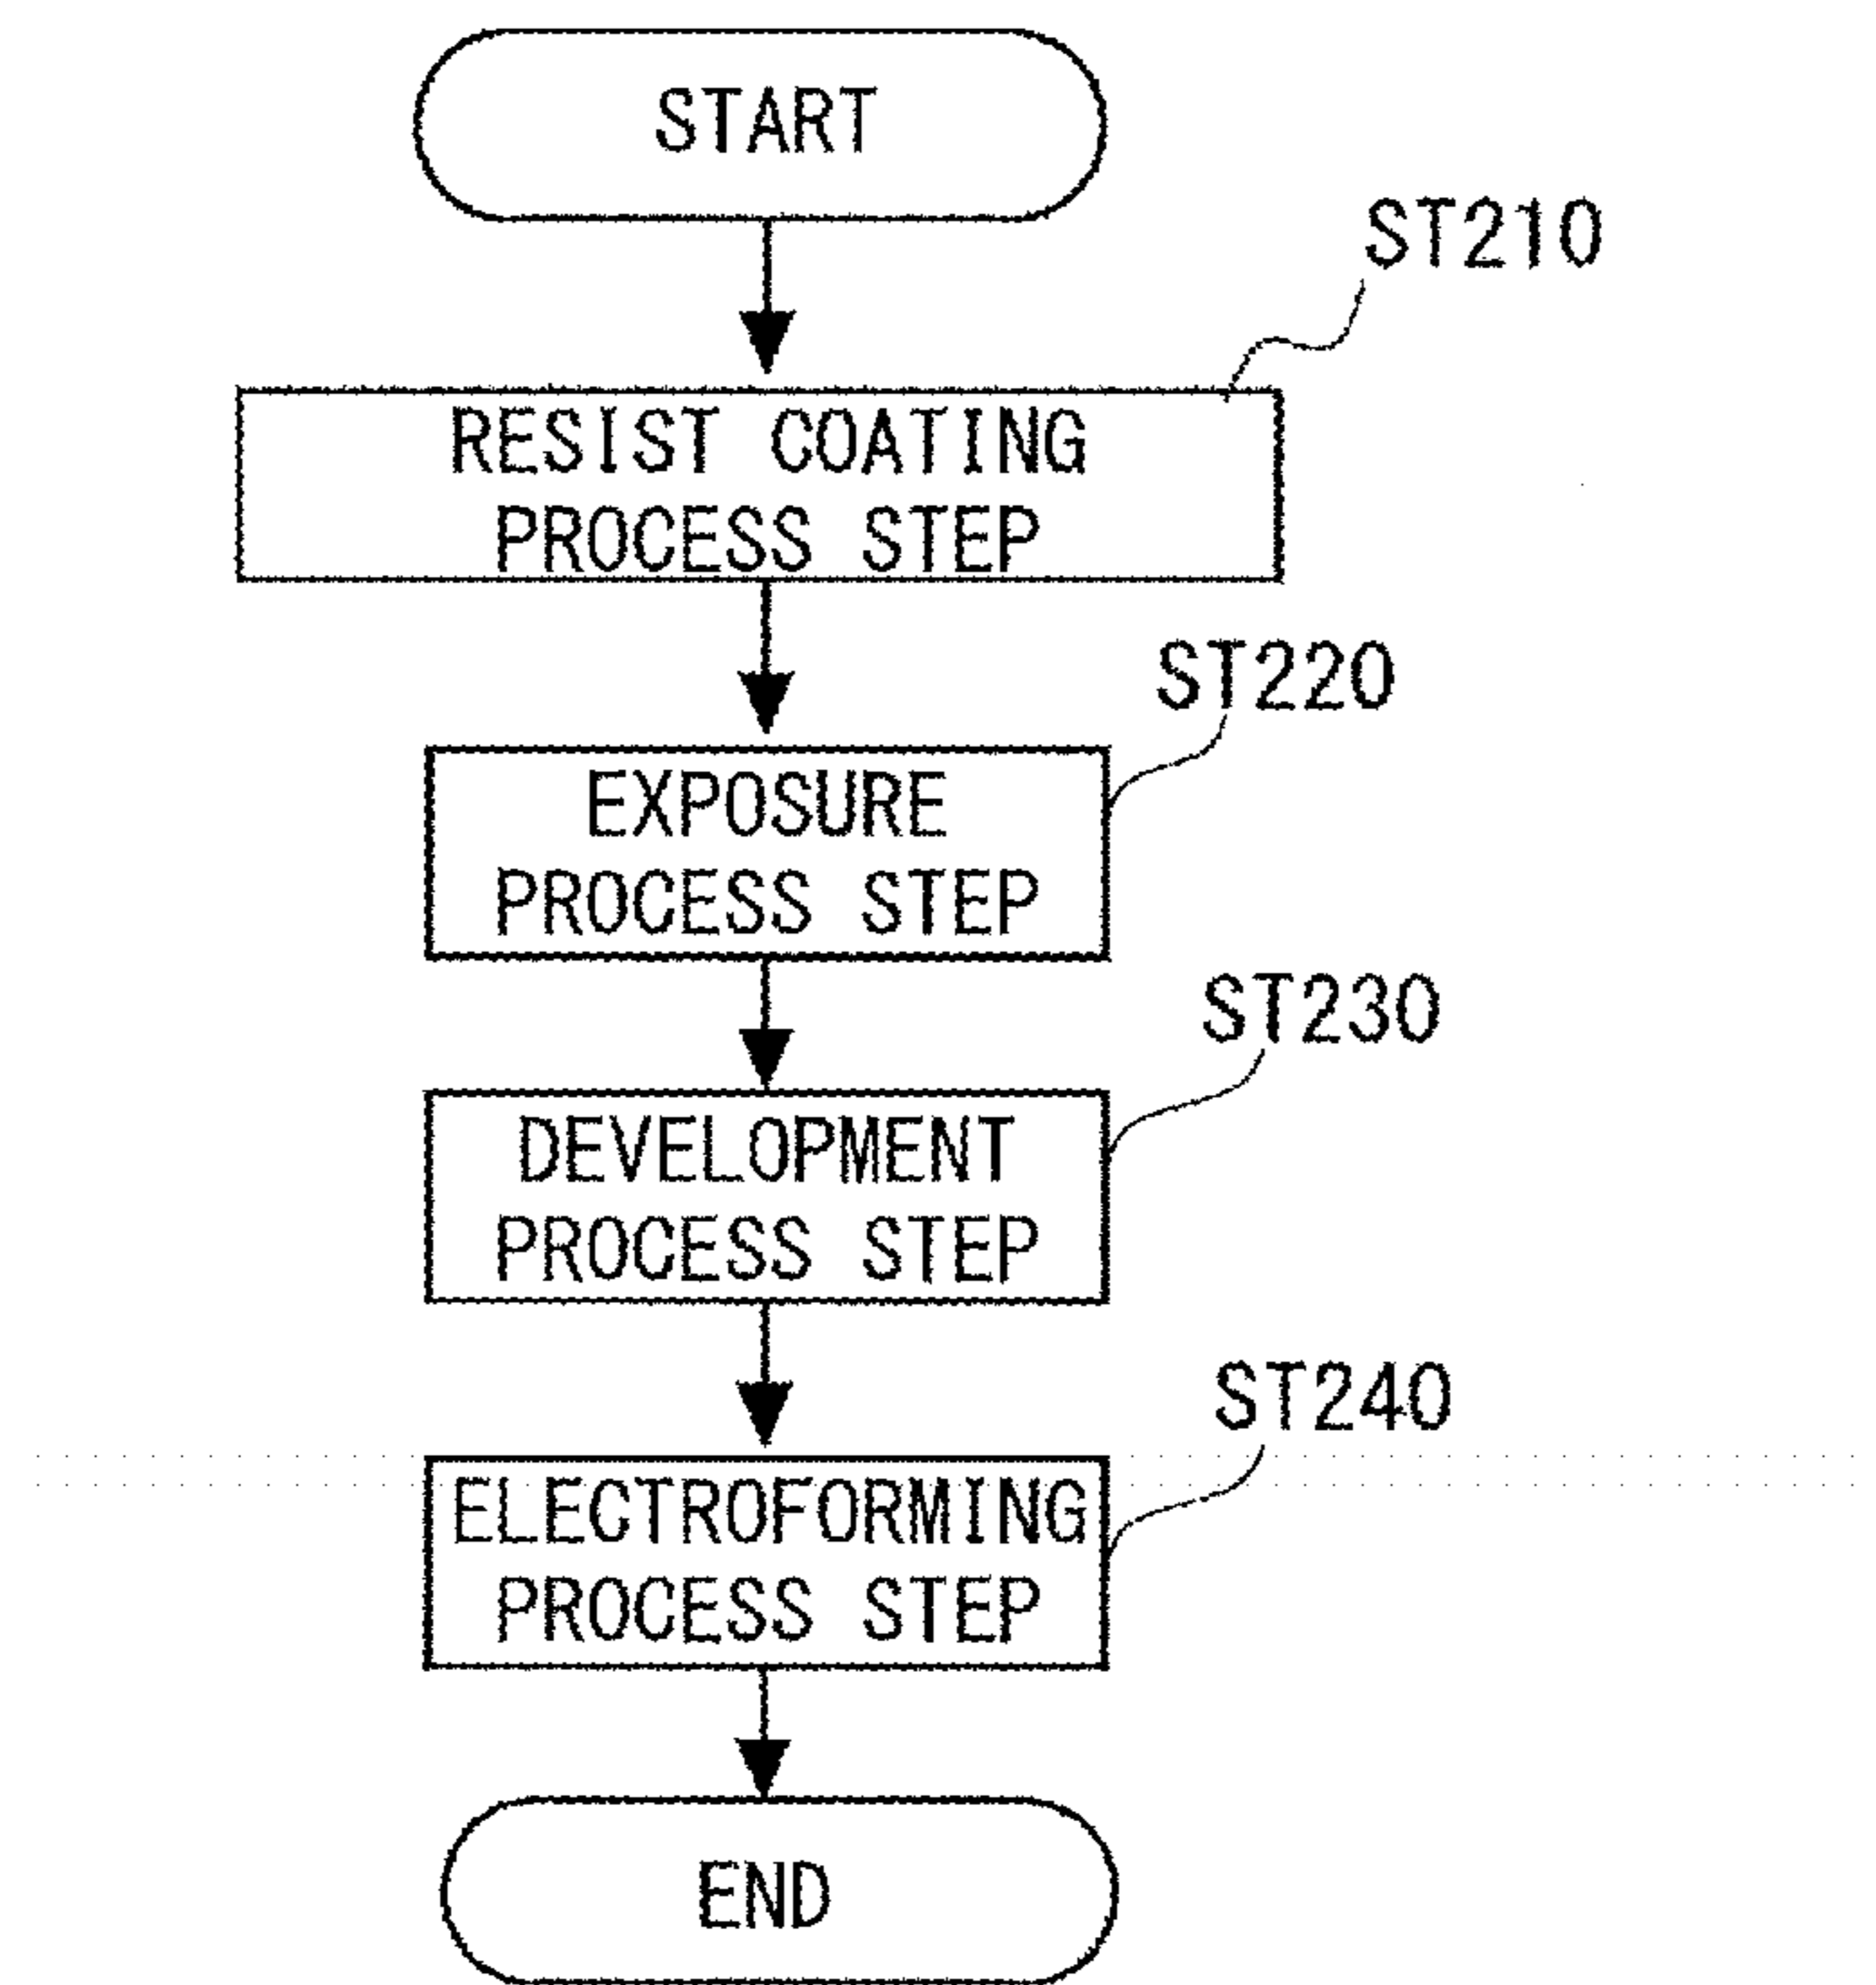 START
ST210
RESIST COATING
PROCESS STEP
ST220
EXPOSURE
PROCESS STEP
ST230
DEVELOPMENT
PROCESS STEP
ST240
ELECTROFORMING
PROCESS STEP
END